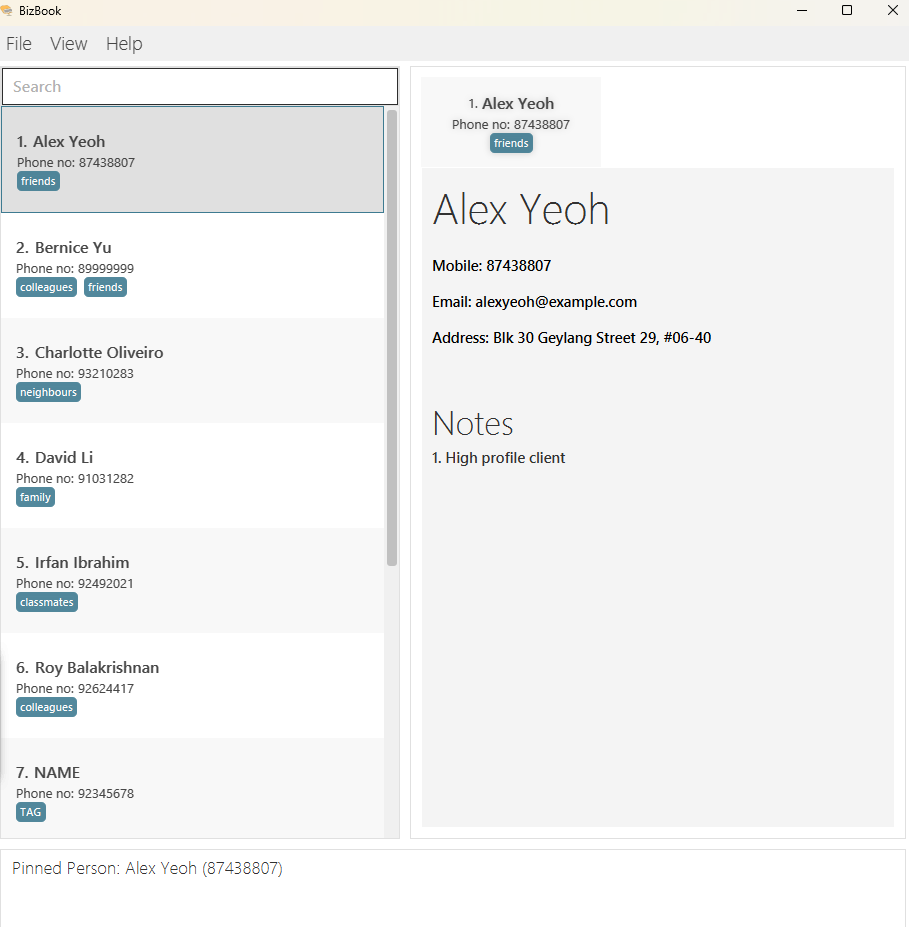 BizBook
File View Help
Search
1. Alex Yeoh
Phone no: 87438807
friends
2. Bernice Yu
Phone no: 89999999
colleagues friends
3. Charlotte Oliveiro
Phone no: 93210283
neighbours
4. David Li
Phone no: 91031282
family
5. Irfan Ibrahim
Phone no: 92492021
classmates
6. Roy Balakrishnan
Phone no: 92624417
colleagues
7. NAME
Phone no: 92345678
TAG
1. Alex Yeoh
Phone no: 87438807
friends
Alex Yeoh
Mobile: 87438807
Email: alexyeoh@example.com
Address: Blk 30 Geylang Street 29, #06-40
Notes
1. High profile client
Pinned Person: Alex Yeoh (87438807)